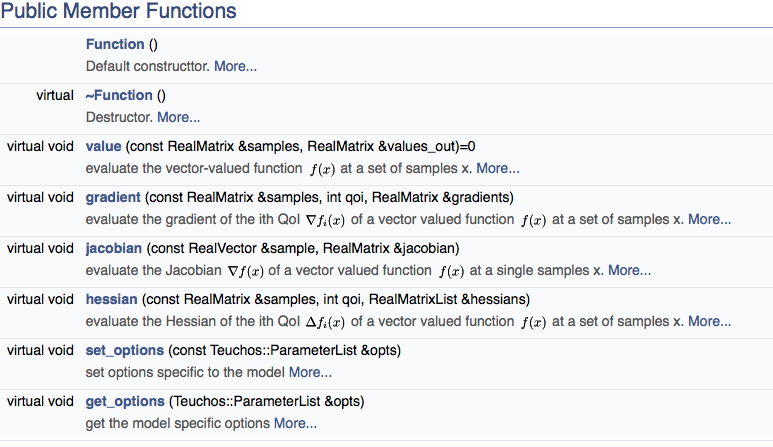 Public Member Functions
Function ()
Default constructtor. More...
virtual ~Function ()
Destructor. More...
virtual void value (const RealMatrix &samples, RealMatrix &values_out)=0
evaluate the vector-valued function f(x) at a set of samples x. More...
virtual void gradient (const RealMatrix &samples, int qoi, RealMatrix &gradients)
evaluate the gradient of the ith QoI ∇fᵢ(x) of a vector valued function f(x) at a set of samples x. More...
virtual void jacobian (const RealVector &sample, RealMatrix &jacobian)
evaluate the Jacobian ∇f(x) of a vector valued function f(x) at a single samples x. More...
virtual void hessian (const RealMatrix &samples, int qoi, RealMatrixList &hessians)
evaluate the Hessian of the ith QoI Δfᵢ(x) of a vector valued function f(x) at a set of samples x. More...
virtual void set_options (const Teuchos::ParameterList &opts)
set options specific to the model More...
virtual void get_options (Teuchos::ParameterList &opts)
get the model specific options More...